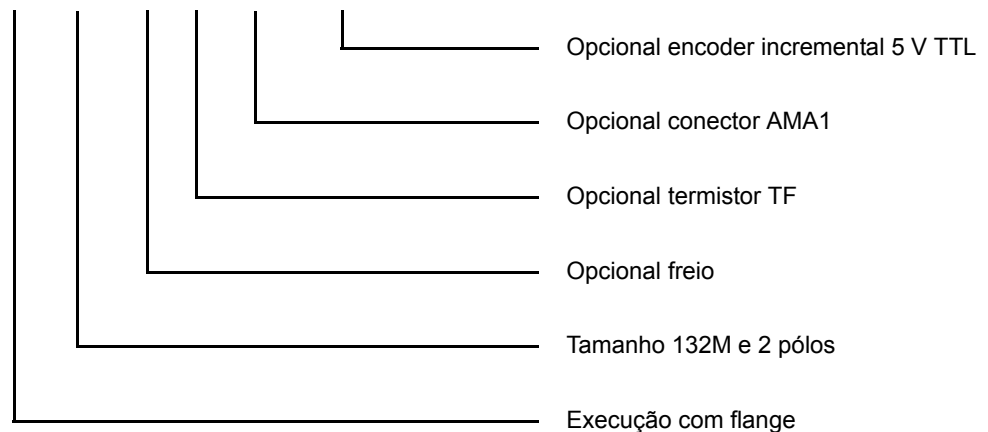 Opcional encoder incremental 5 V TTL
Opcional conector AMA1
Opcional termistor TF
Opcional freio
Tamanho 132M e 2 pólos
Execução com flange